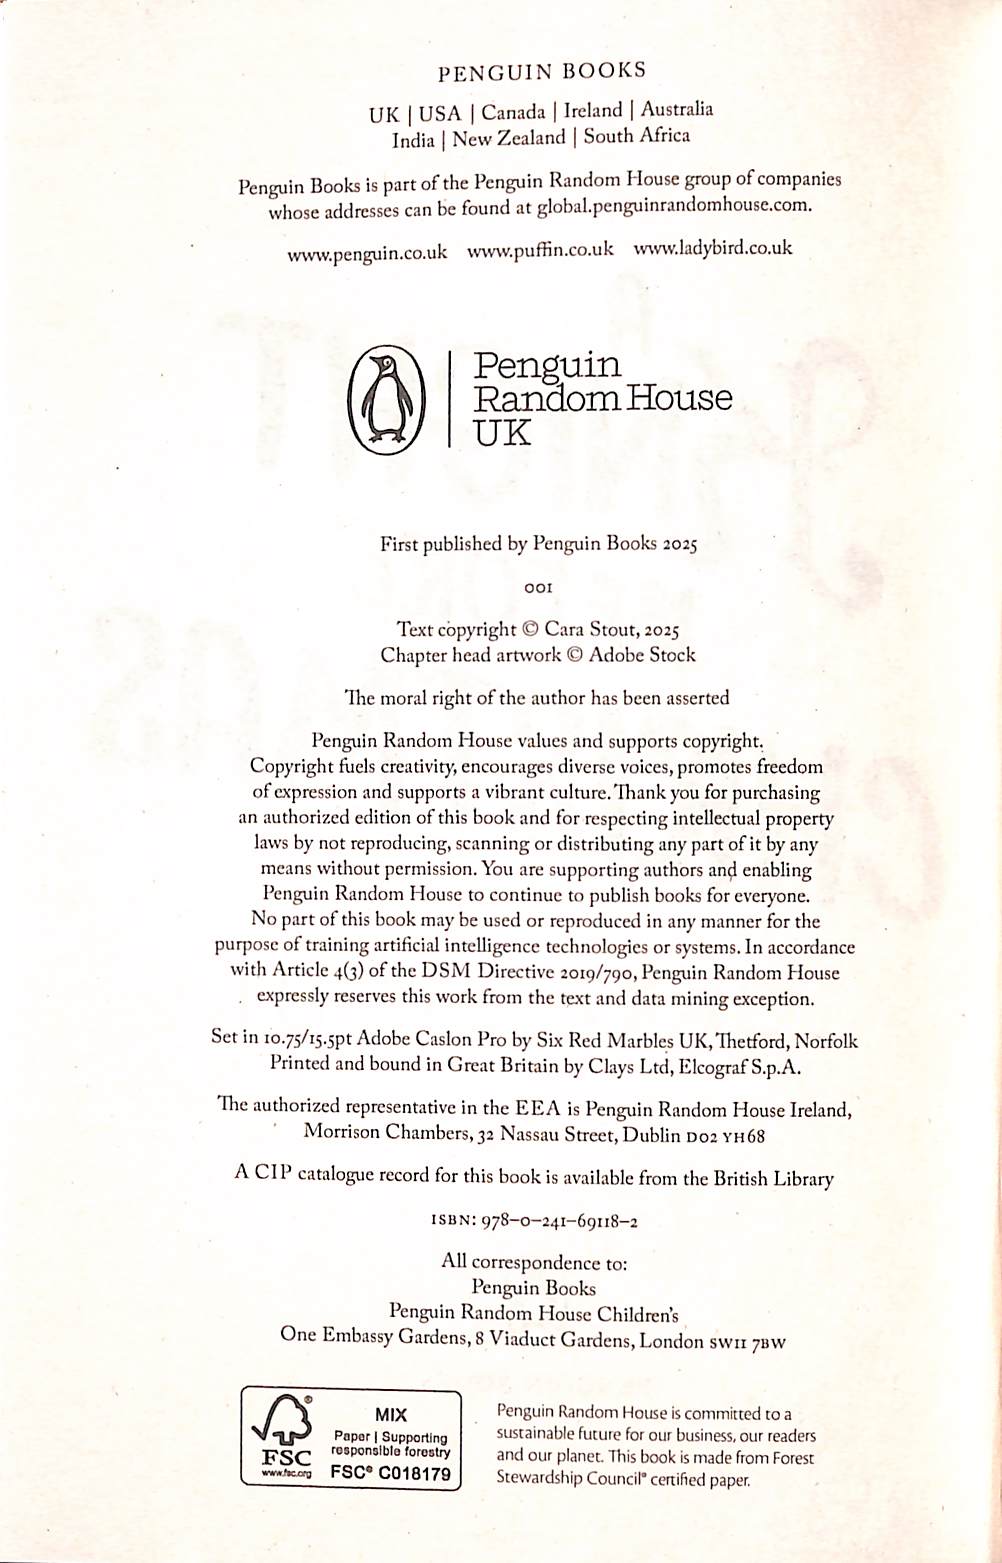 PENGUIN BOOKS
UK | USA | Canada | Ireland | Australia
India | New Zealand | South Africa
Penguin Books is part of the Penguin Random House group of companies
whose addresses can be found at global.penguinrandomhouse.com.
www.penguin.co.uk www.puffin.co.uk www.ladybird.co.uk
Penguin
Random House
UK
First published by Penguin Books 2025
001
Text copyright © Cara Stout, 2025
Chapter head artwork © Adobe Stock
The moral right of the author has been asserted
Penguin Random House values and supports copyright.
Copyright fuels creativity, encourages diverse voices, promotes freedom
of expression and supports a vibrant culture. Thank you for purchasing
an authorized edition of this book and for respecting intellectual property
laws by not reproducing, scanning or distributing any part of it by any
means without permission. You are supporting authors and enabling
Penguin Random House to continue to publish books for everyone.
No part of this book may be used or reproduced in any manner for the
purpose of training artificial intelligence technologies or systems. In accordance
with Article 4(3) of the DSM Directive 2019/790, Penguin Random House
expressly reserves this work from the text and data mining exception.
Set in 10.75/15.5pt Adobe Caslon Pro by Six Red Marbles UK, Thetford, Norfolk
Printed and bound in Great Britain by Clays Ltd, Elcograf S.p.A.
The authorized representative in the EEA is Penguin Random House Ireland,
Morrison Chambers, 32 Nassau Street, Dublin D02 YH68
A CIP catalogue record for this book is available from the British Library
ISBN: 978–0–241–69118–2
All correspondence to:
Penguin Books
Penguin Random House Children's
One Embassy Gardens, 8 Viaduct Gardens, London SW11 7BW
®
FSC
www.fsc.org
MIX
Paper | Supporting
responsible forestry
FSC® C018179
Penguin Random House is committed to a
sustainable future for our business, our readers
and our planet. This book is made from Forest
Stewardship Council® certified paper.